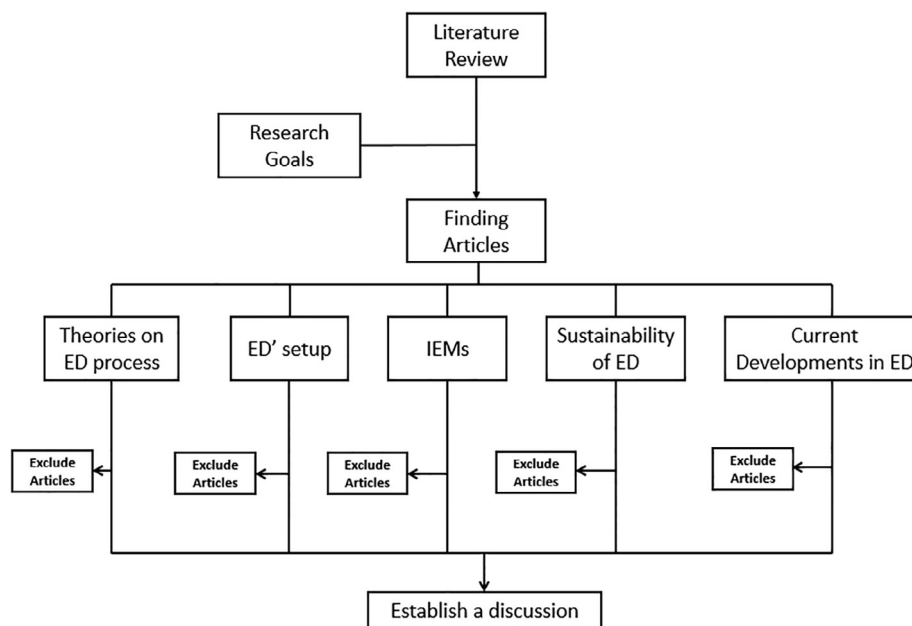 Literature
Review
Research
Goals
Finding
Articles
Theories on
ED process
ED' setup
IEMs
Sustainability
of ED
Current
Developments in ED
Exclude
Articles
Exclude
Articles
Exclude
Articles
Exclude
Articles
Exclude
Articles
Establish a discussion